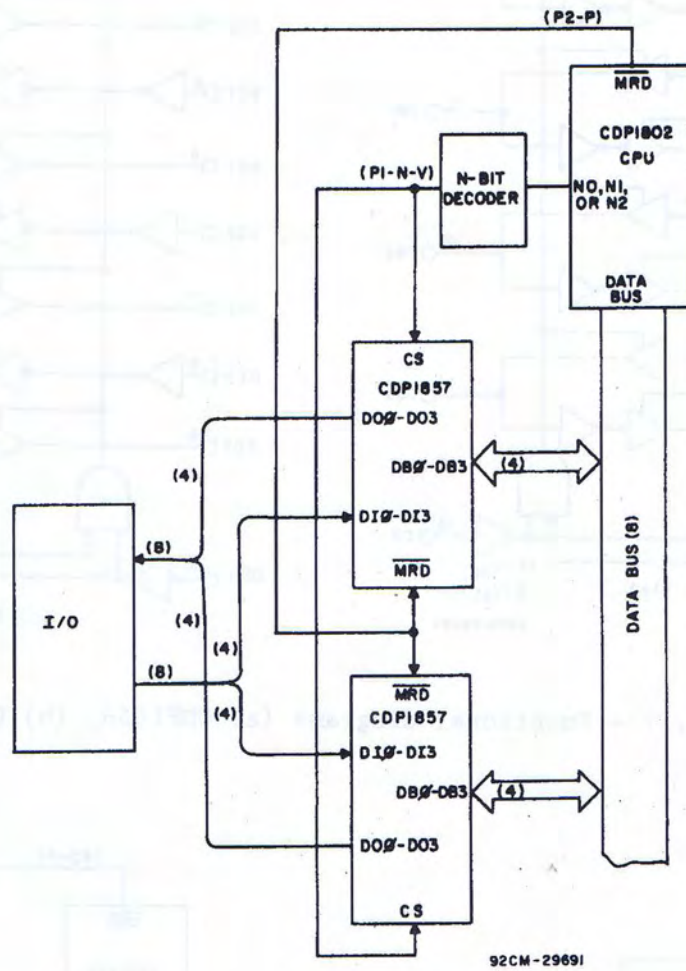 (P2-P)
MRD
CDP1802
CPU
N0, N1,
OR N2
DATA
BUS
(P1-N-V)
N-BIT
DECODER
CS
CDP1857
DOØ-DO3
DBØ-DB3
(4)
DIØ-DI3
MRD
(4)
(8)
I/O
(4)
(4)
(8)
(4)
DATA BUS (8)
MRD
CDP1857
DIØ-DI3
DBØ-DB3
(4)
DOØ-DO3
CS
92CM-29691